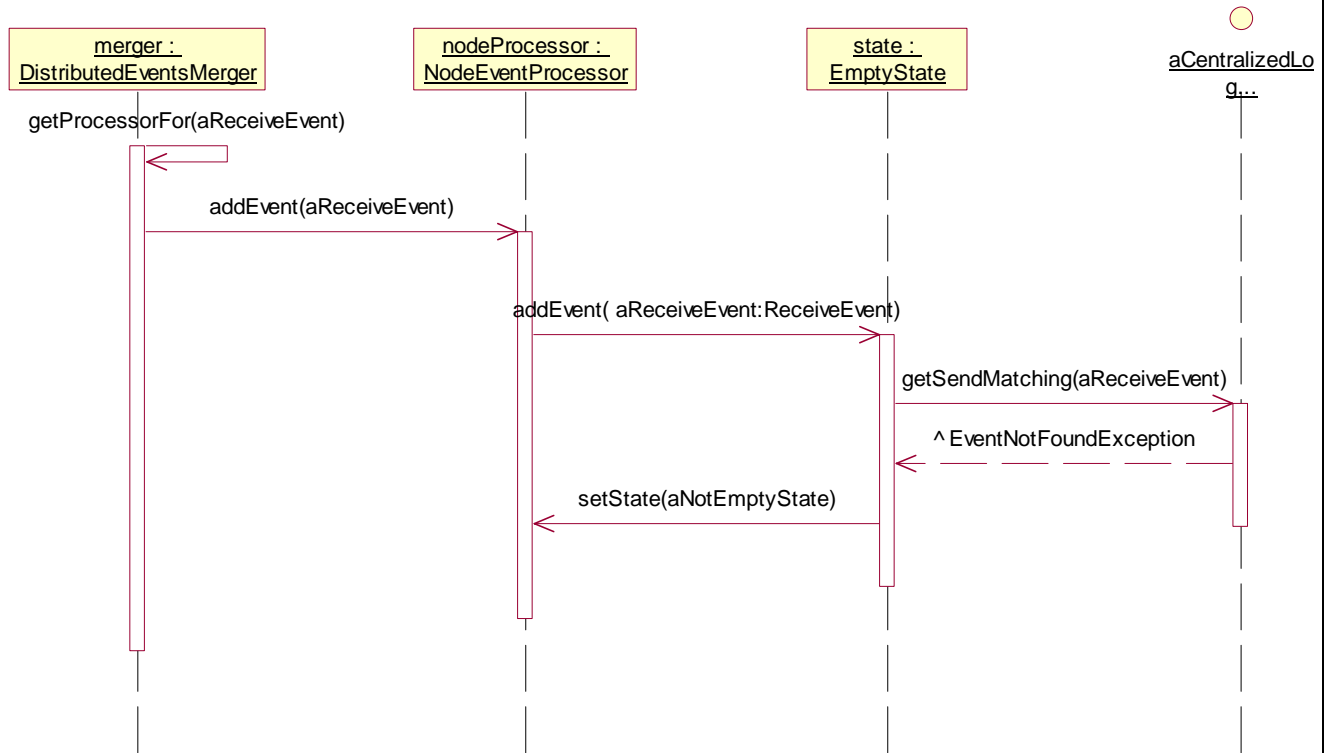 merger :
DistributedEventsMerger
nodeProcessor :
NodeEventProcessor
state :
EmptyState
aCentralizedLo
g...
getProcessorFor(aReceiveEvent)
addEvent(aReceiveEvent)
addEvent( aReceiveEvent:ReceiveEvent)
getSendMatching(aReceiveEvent)
^ EventNotFoundException
setState(aNotEmptyState)